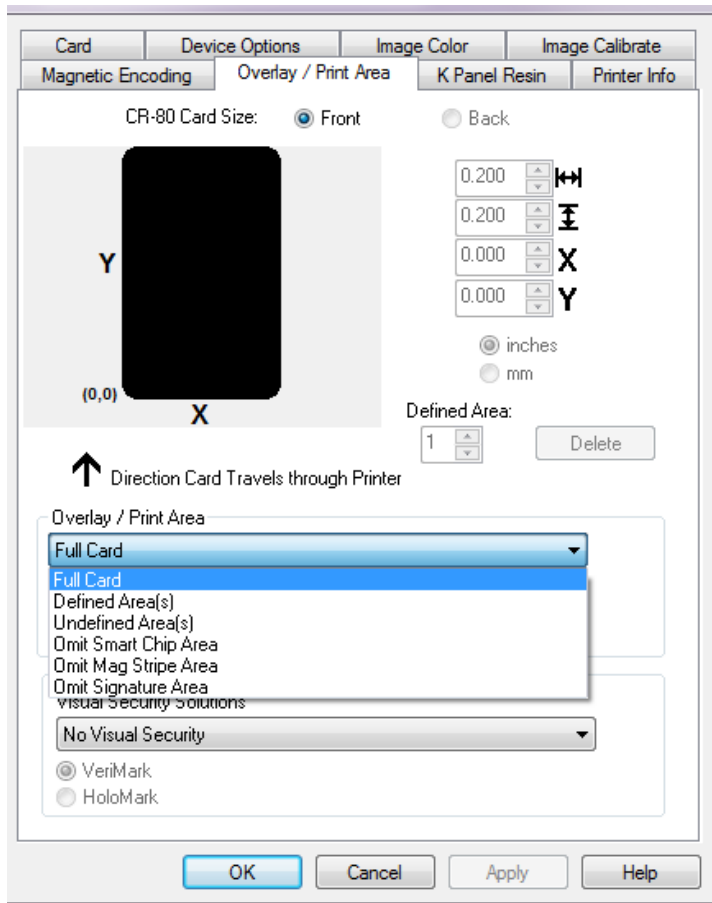 Card Device Options Image Color Image Calibrate
Magnetic Encoding Overlay / Print Area K Panel Resin Printer Info
CR-80 Card Size: Front Back
0.200
0.200
0.000 X
0.000 Y
Y
inches
mm
(0,0)
X
Defined Area:
1 Delete
Direction Card Travels through Printer
Overlay / Print Area
Full Card
Full Card
Defined Area(s)
Undefined Area(s)
Omit Smart Chip Area
Omit Mag Stripe Area
Omit Signature Area
Visual Security Solutions
No Visual Security
VeriMark
HoloMark
OK Cancel Apply Help